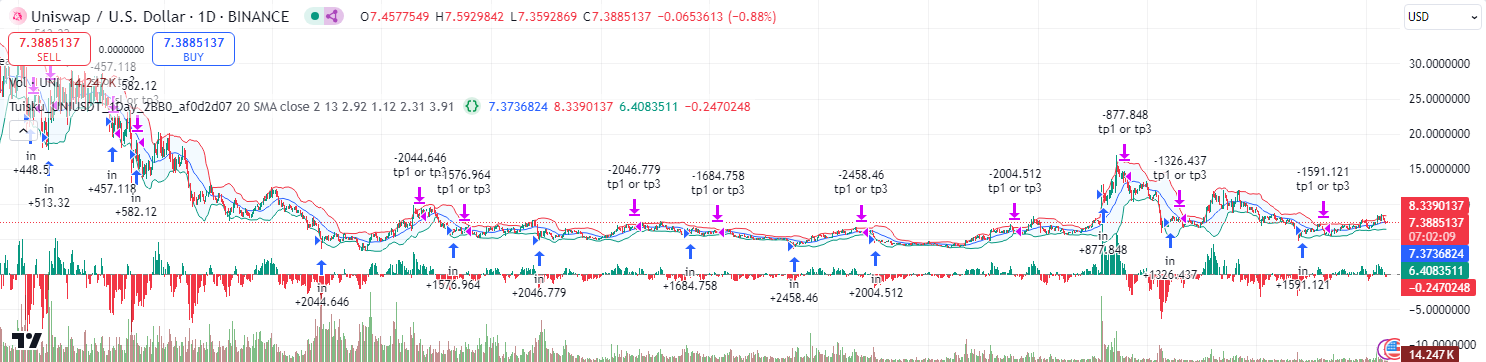 Uniswap / U.S. Dollar · 1D · BINANCE O7.4577549 H7.5929842 L7.3592869 C7.3885137 −0.0653613 (−0.88%)
USD
7.3885137
SELL
0.0000000
7.3885137
BUY
-457.118
Vol · UNI 14.247K
582.12
Tuisku_UNIUSDT_1Day_2BB0_af0d2d07 20 SMA close 2 13 2.92 1.12 2.31 3.91 7.3736824 8.3390137 6.4083511 −0.2470248
30.0000000
25.0000000
20.0000000
15.0000000
8.3390137
7.3885137
07:02:09
7.3736824
6.4083511
−0.2470248
−5.0000000
−10.0000000
14.247K
in
+448.5
in
+513.32
in
+457.118
in
+582.12
-2044.646
tp1 or tp3
1576.964
tp1 or tp3
-2046.779
tp1 or tp3
-1684.758
tp1 or tp3
-2458.46
tp1 or tp3
-2004.512
tp1 or tp3
-877.848
tp1 or tp3
-1326.437
tp1 or tp3
-1591.121
tp1 or tp3
in
+2044.646
in
+1576.964
in
+2046.779
in
+1684.758
in
+2458.46
in
+2004.512
in
+877.848
in
+1326.437
in
+1591.121